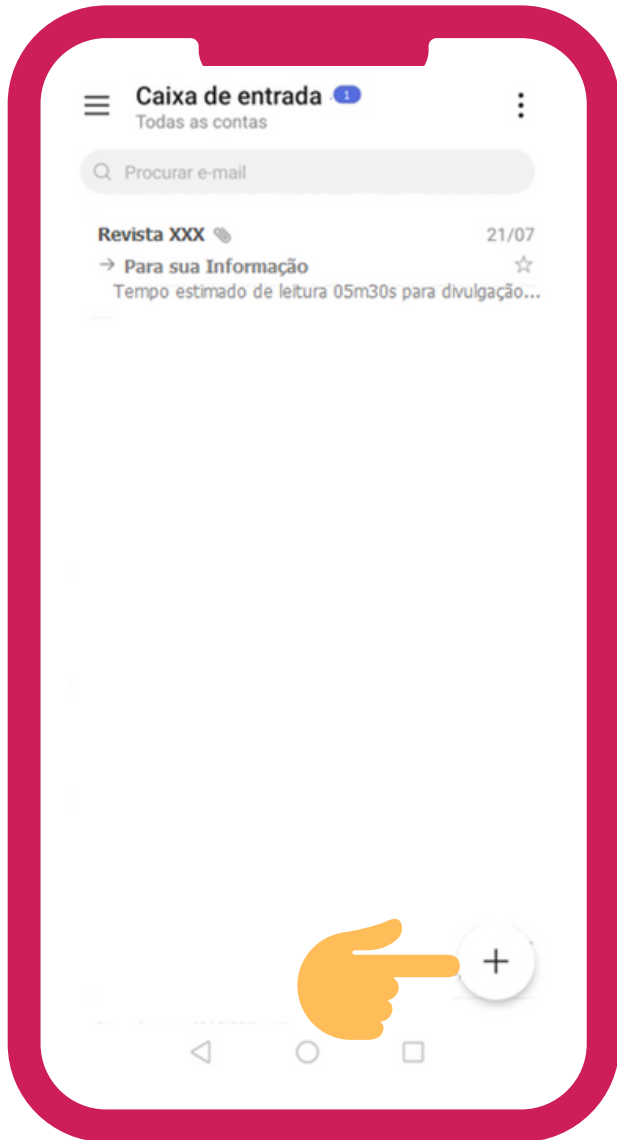 Caixa de entrada 1
Todas as contas
Procurar e-mail
Revista XXX 21/07
→ Para sua Informação
Tempo estimado de leitura 05m30s para divulgação...
+